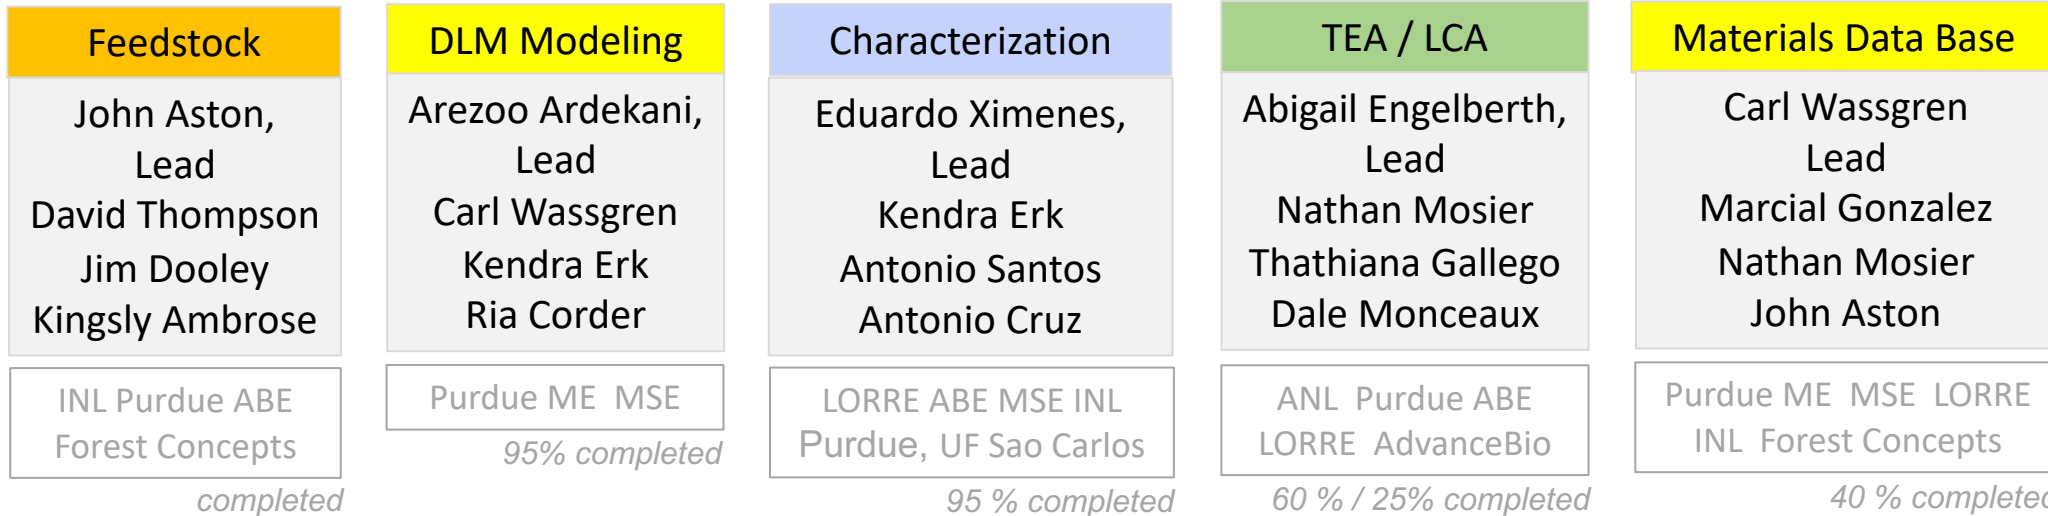 Feedstock
John Aston,
Lead
David Thompson
Jim Dooley
Kingsly Ambrose
INL Purdue ABE
Forest Concepts
completed
DLM Modeling
Arezoo Ardekani,
Lead
Carl Wassgren
Kendra Erk
Ria Corder
Purdue ME MSE
95% completed
Characterization
Eduardo Ximenes,
Lead
Kendra Erk
Antonio Santos
Antonio Cruz
LORRE ABE MSE INL
Purdue, UF Sao Carlos
95 % completed
TEA / LCA
Abigail Engelberth,
Lead
Nathan Mosier
Thathiana Gallego
Dale Monceaux
ANL Purdue ABE
LORRE AdvanceBio
60 % / 25% completed
Materials Data Base
Carl Wassgren
Lead
Marcial Gonzalez
Nathan Mosier
John Aston
Purdue ME MSE LORRE
INL Forest Concepts
40 % completed